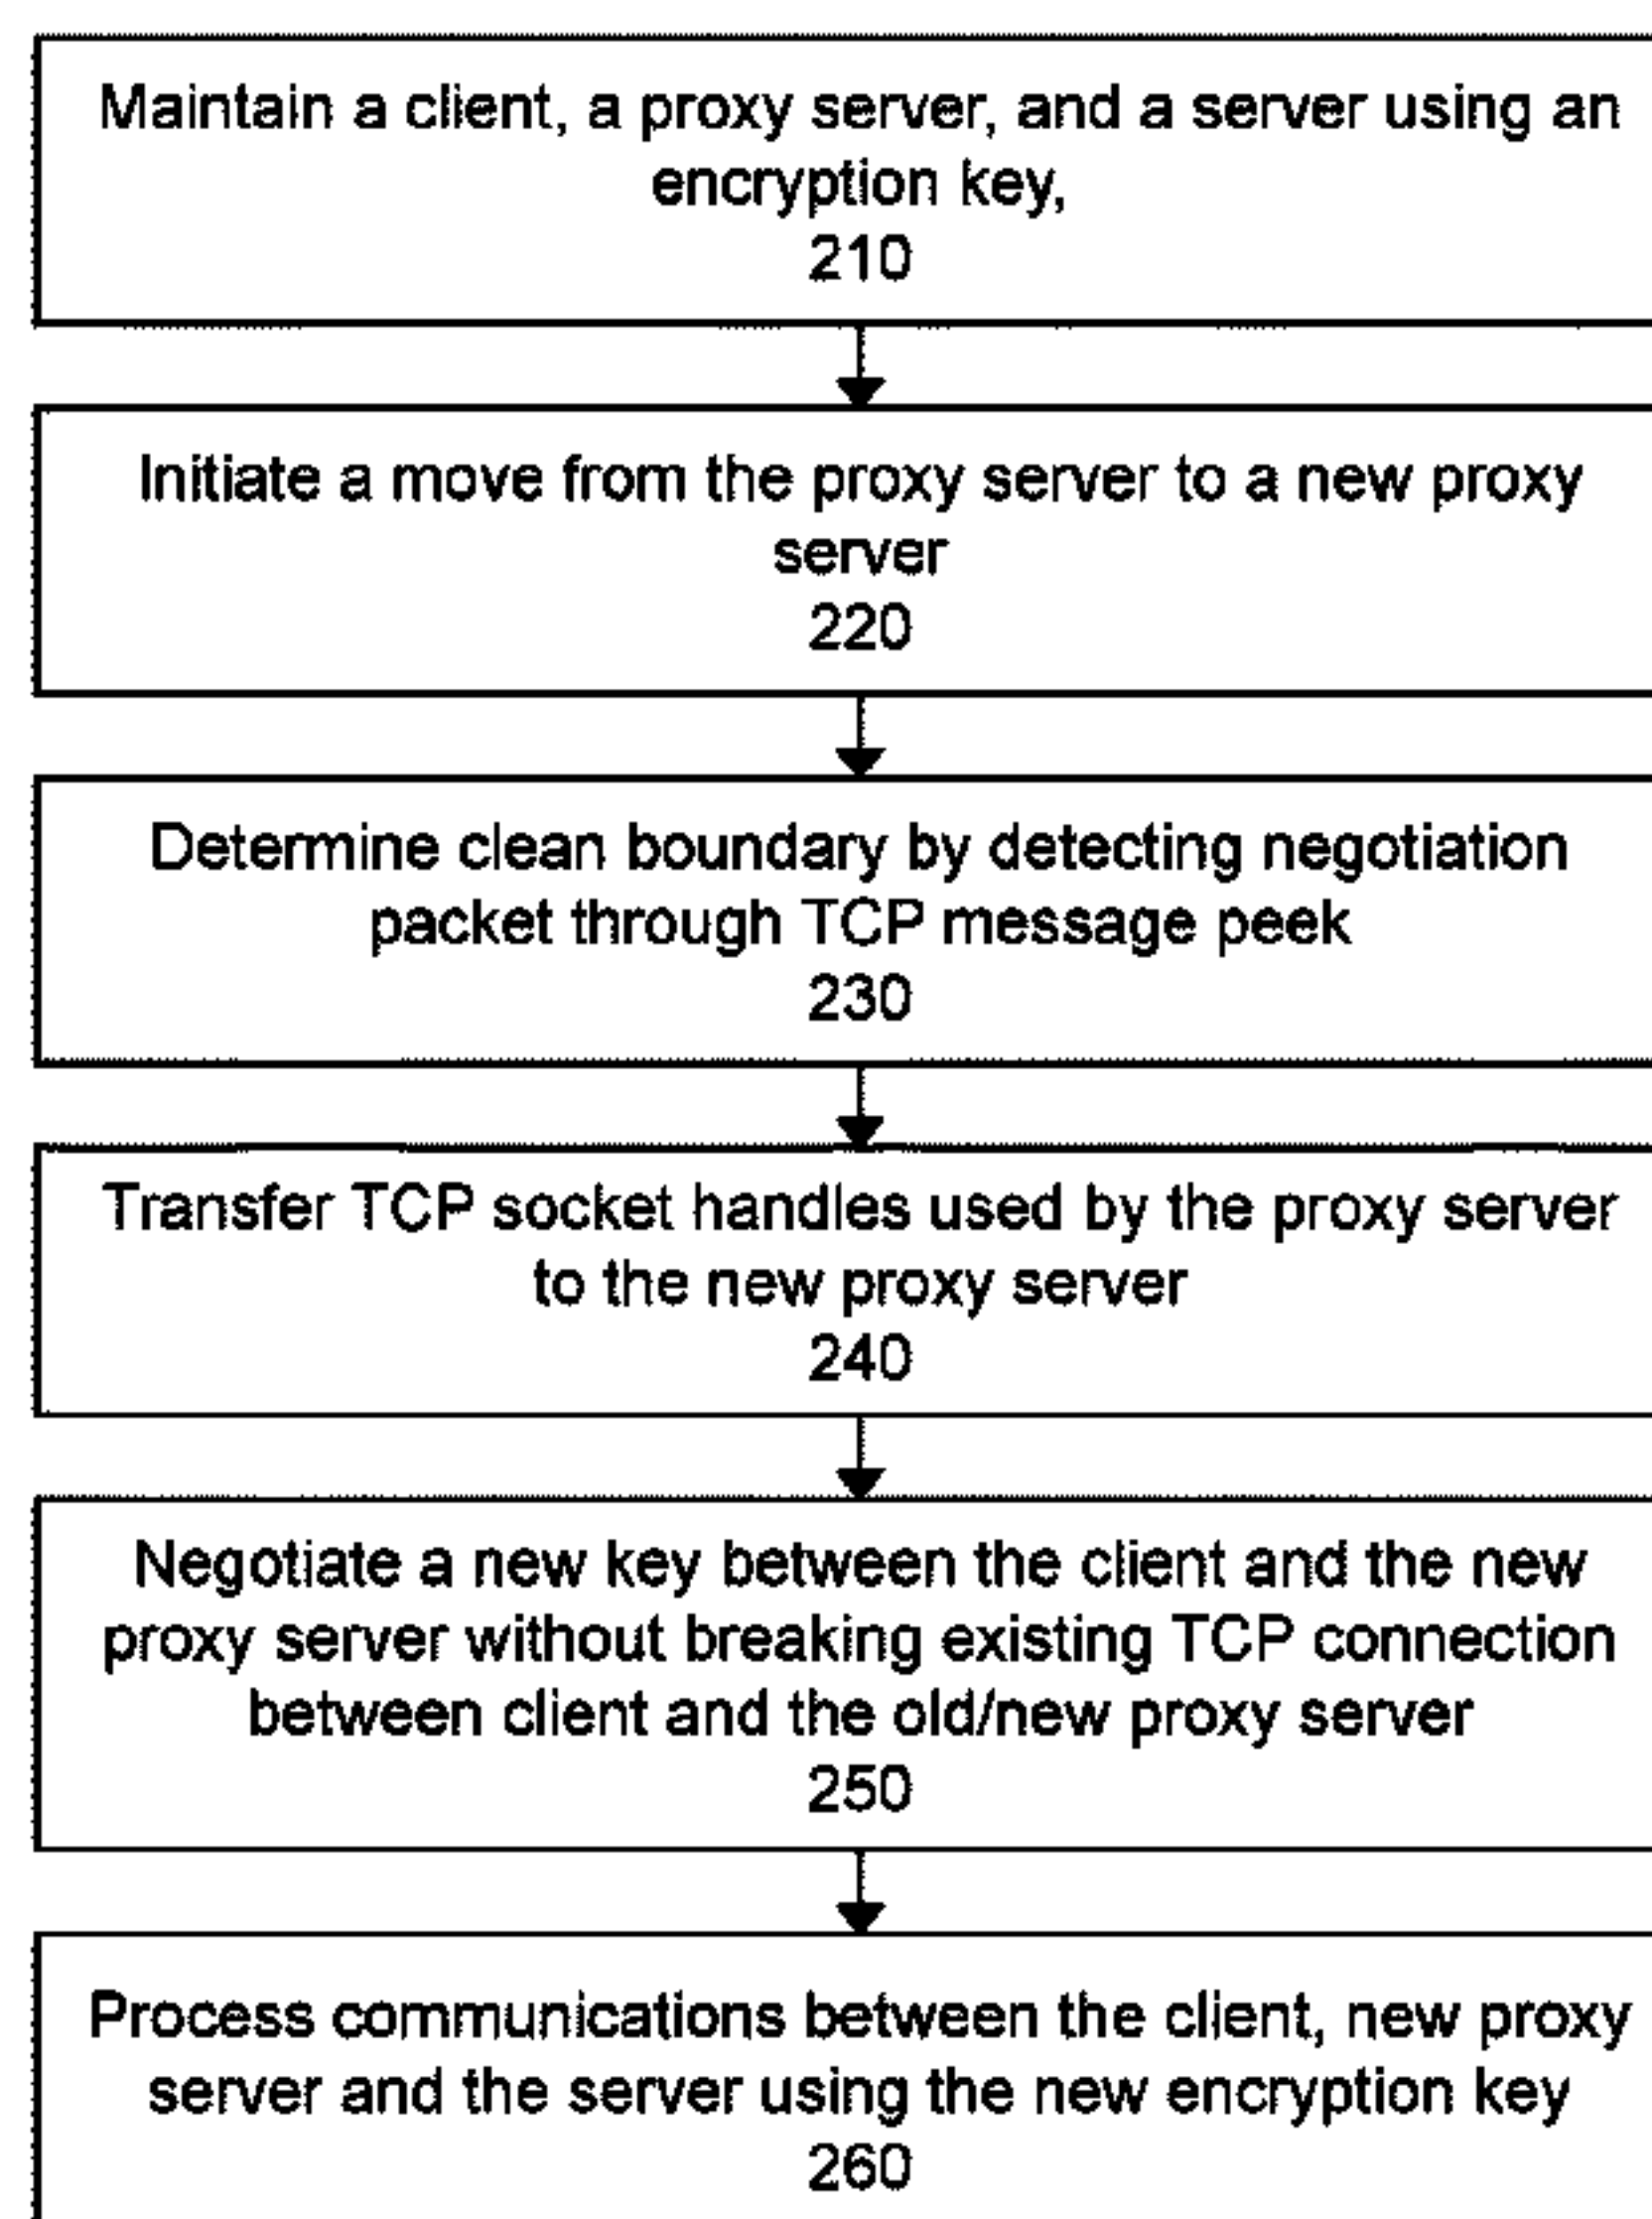 Maintain a client, a proxy server, and a server using an
encryption key,
210
Initiate a move from the proxy server to a new proxy
server
220
Determine clean boundary by detecting negotiation
packet through TCP message peek
230
Transfer TCP socket handles used by the proxy server
to the new proxy server
240
Negotiate a new key between the client and the new
proxy server without breaking existing TCP connection
between client and the old/new proxy server
250
Process communications between the client, new proxy
server and the server using the new encryption key
260